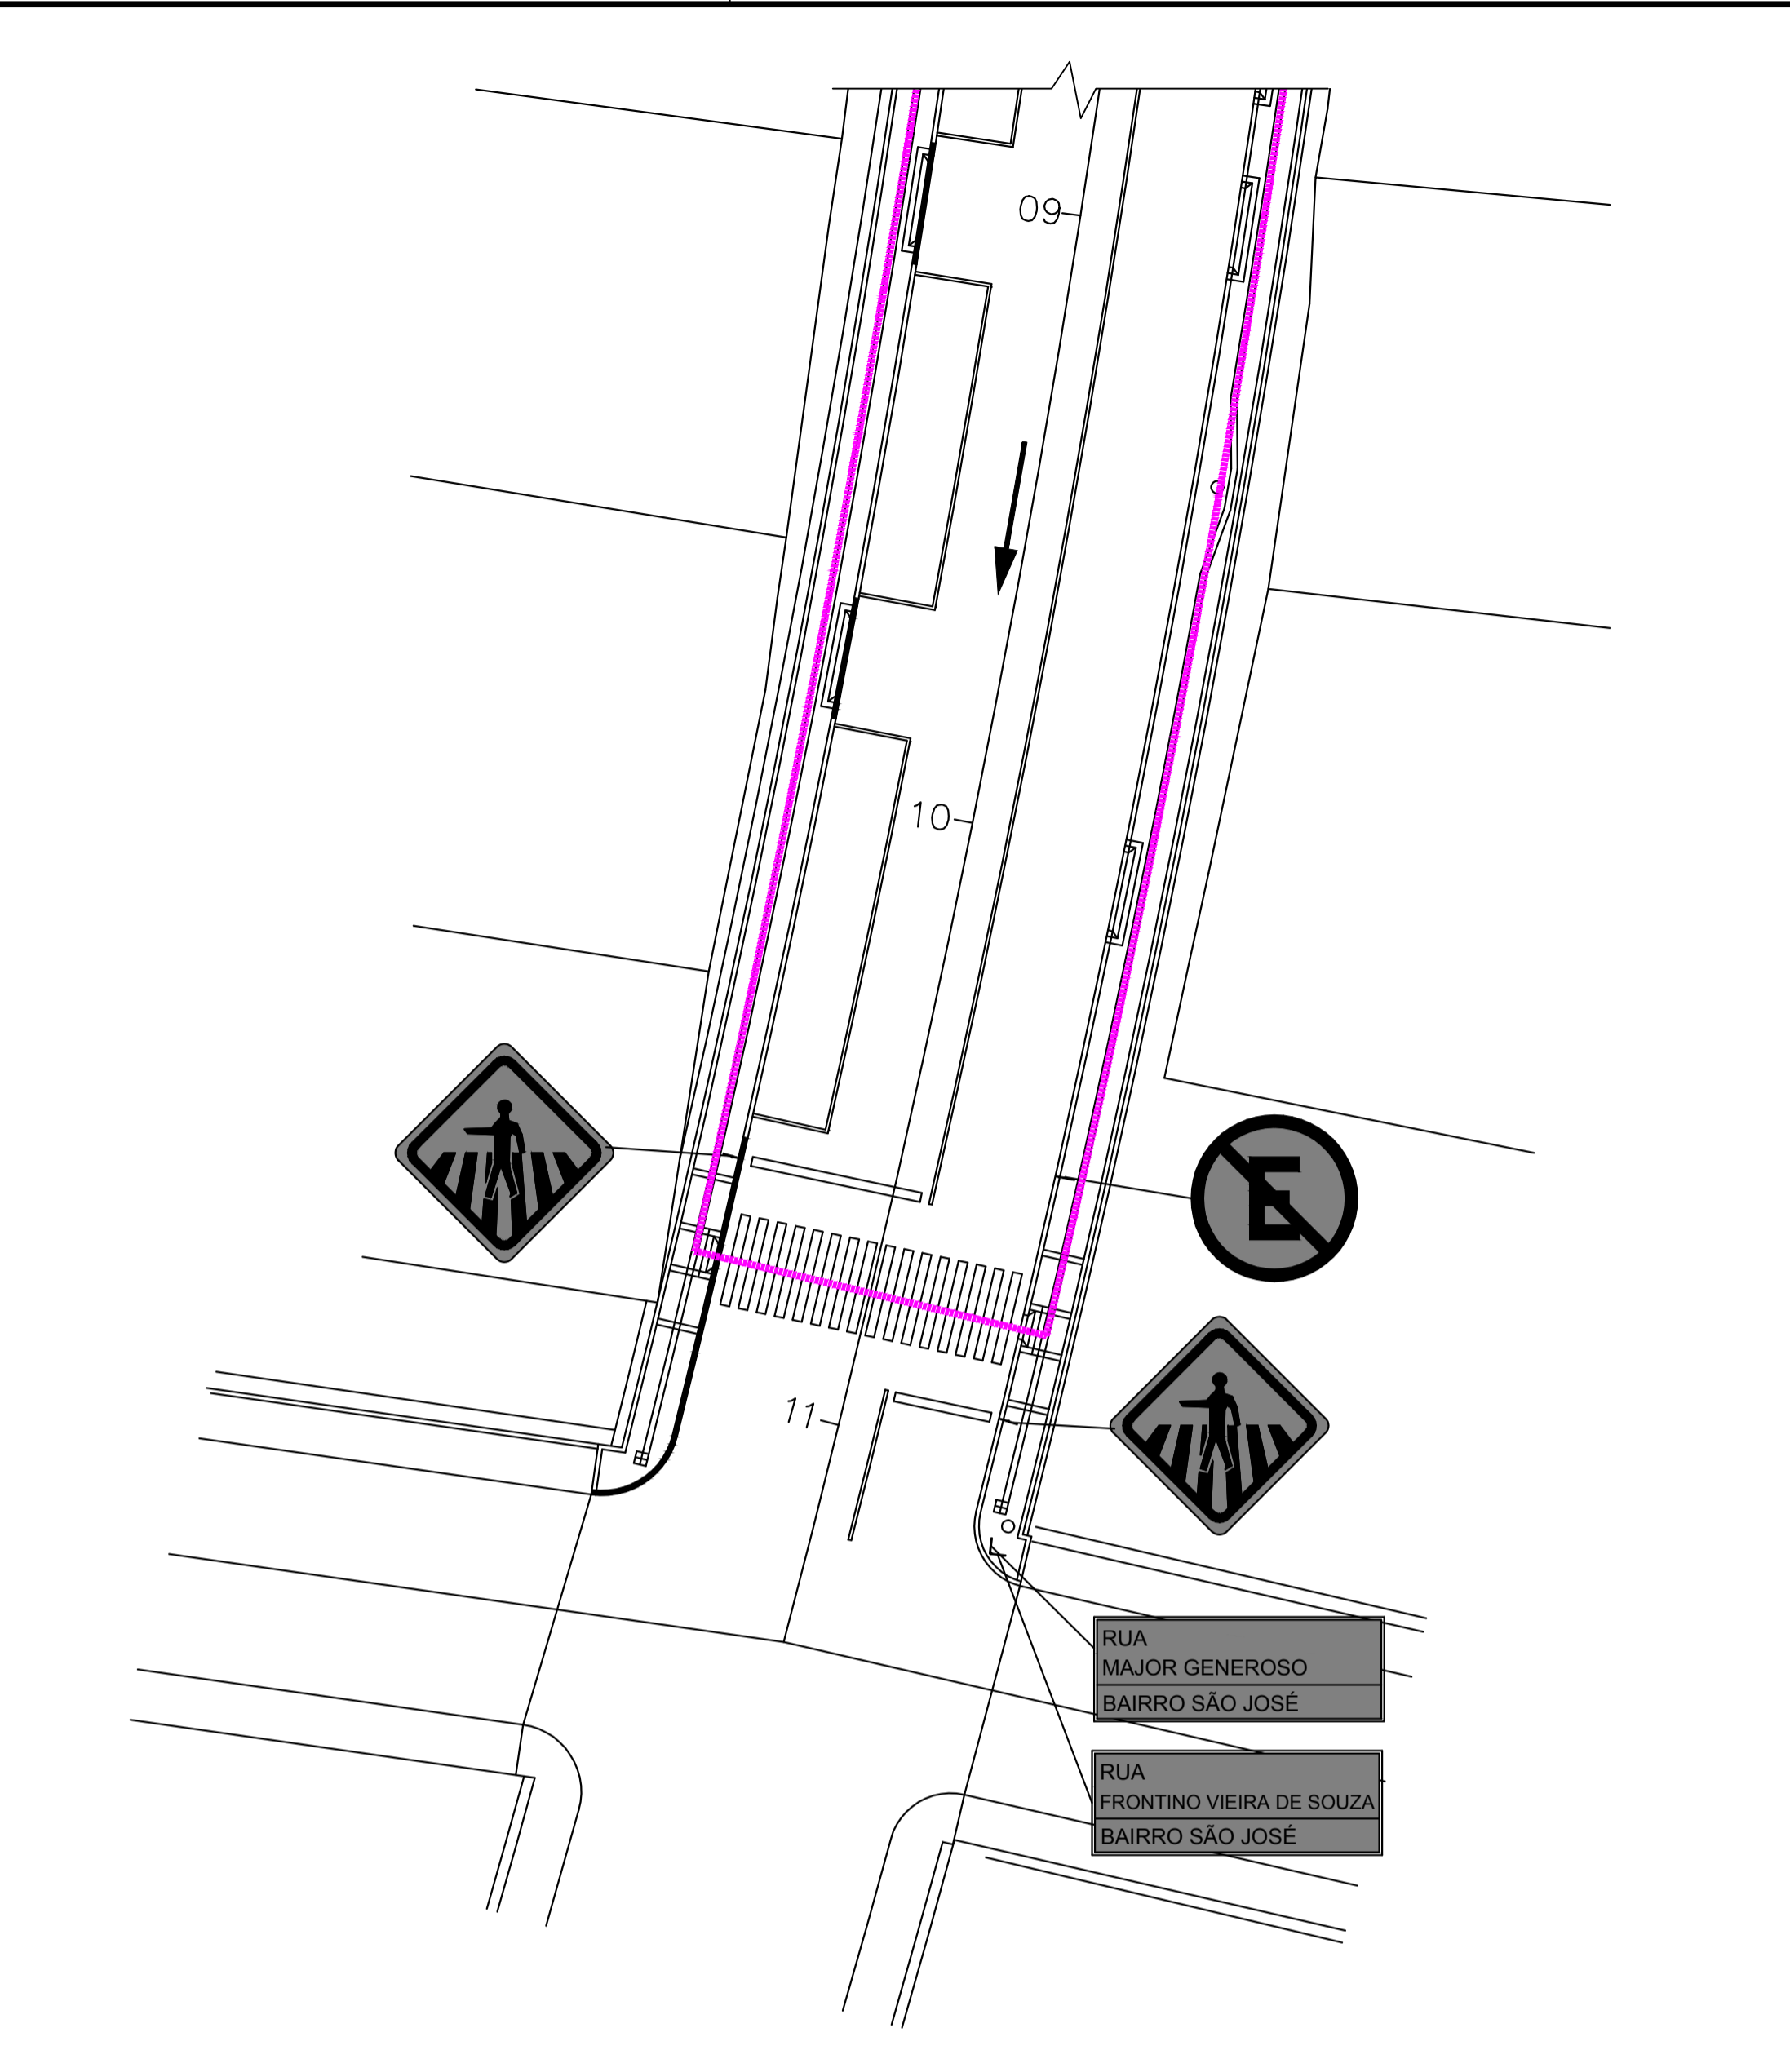 09
10
E
11
RUA
MAJOR GENEROSO
BAIRRO SÃO JOSÉ
RUA
FRONTINO VIEIRA DE SOUZA
BAIRRO SÃO JOSÉ